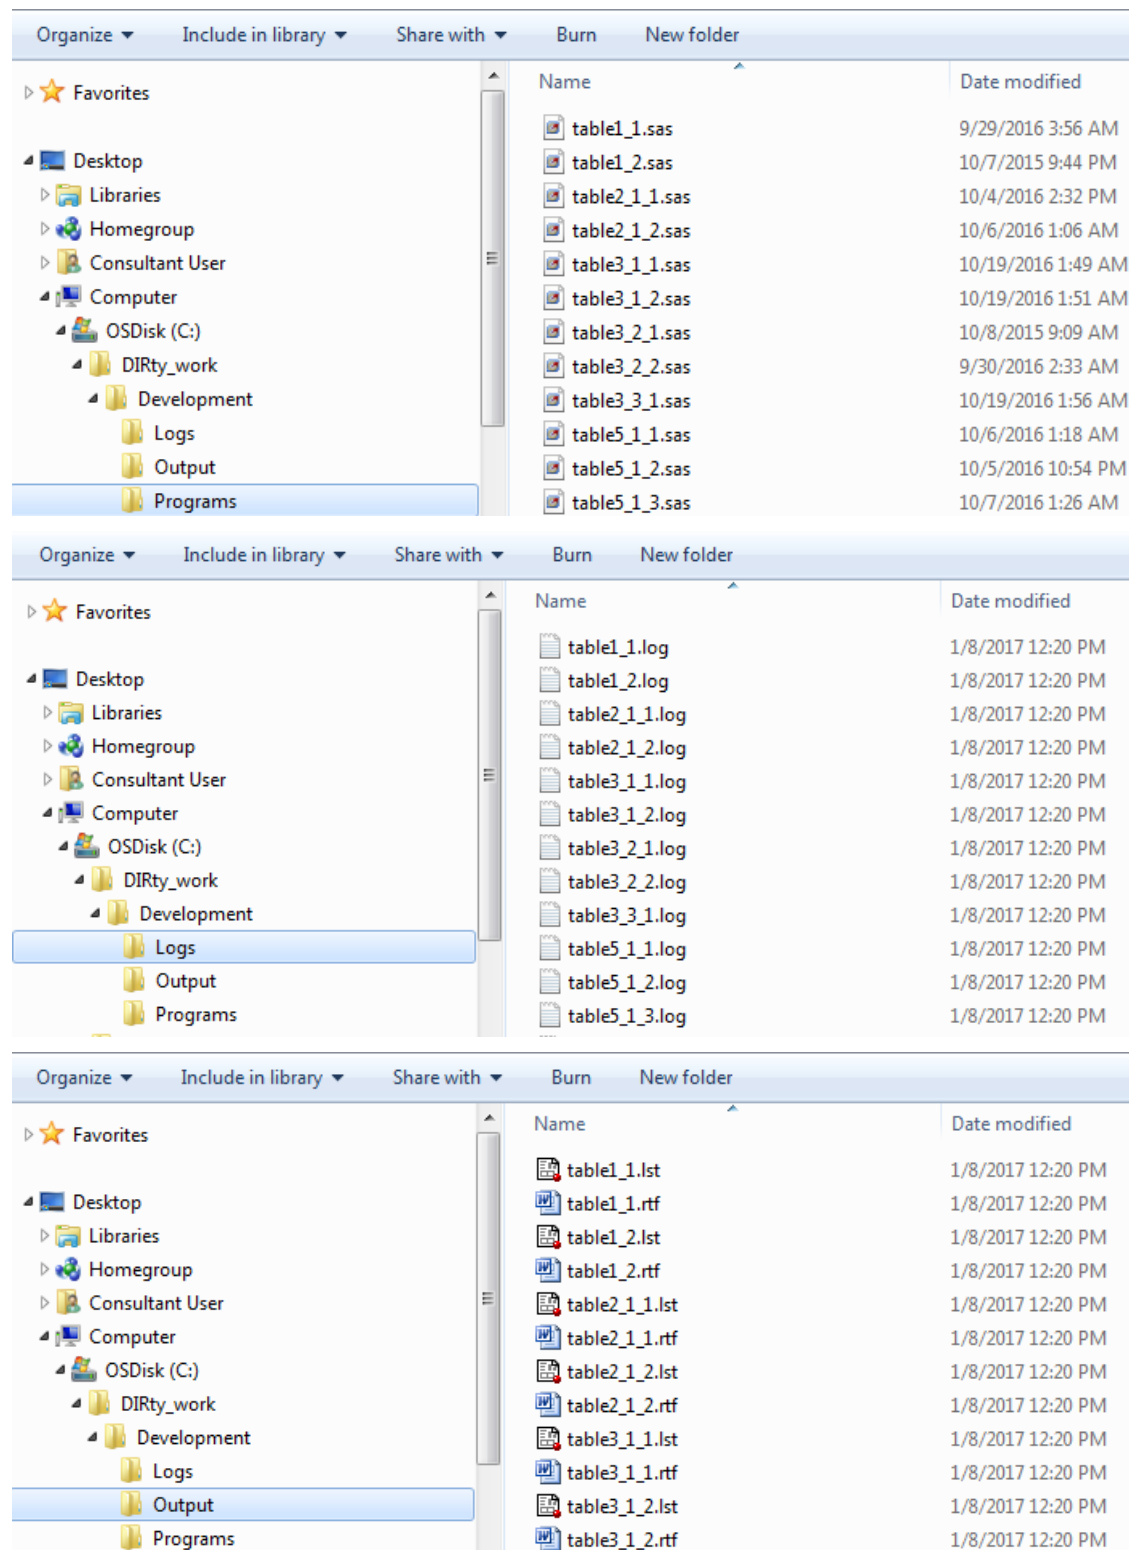 Organize Include in library Share with Burn New folder
Favorites
Desktop
Libraries
Homegroup
Consultant User
Computer
OSDisk (C:)
DIRty_work
Development
Logs
Output
Programs
Name Date modified
table1_1.sas 9/29/2016 3:56 AM
table1_2.sas 10/7/2015 9:44 PM
table2_1_1.sas 10/4/2016 2:32 PM
table2_1_2.sas 10/6/2016 1:06 AM
table3_1_1.sas 10/19/2016 1:49 AM
table3_1_2.sas 10/19/2016 1:51 AM
table3_2_1.sas 10/8/2015 9:09 AM
table3_2_2.sas 9/30/2016 2:33 AM
table3_3_1.sas 10/19/2016 1:56 AM
table5_1_1.sas 10/6/2016 1:18 AM
table5_1_2.sas 10/5/2016 10:54 PM
table5_1_3.sas 10/7/2016 1:26 AM
Organize Include in library Share with Burn New folder
Favorites
Desktop
Libraries
Homegroup
Consultant User
Computer
OSDisk (C:)
DIRty_work
Development
Logs
Output
Programs
Name Date modified
table1_1.log 1/8/2017 12:20 PM
table1_2.log 1/8/2017 12:20 PM
table2_1_1.log 1/8/2017 12:20 PM
table2_1_2.log 1/8/2017 12:20 PM
table3_1_1.log 1/8/2017 12:20 PM
table3_1_2.log 1/8/2017 12:20 PM
table3_2_1.log 1/8/2017 12:20 PM
table3_2_2.log 1/8/2017 12:20 PM
table3_3_1.log 1/8/2017 12:20 PM
table5_1_1.log 1/8/2017 12:20 PM
table5_1_2.log 1/8/2017 12:20 PM
table5_1_3.log 1/8/2017 12:20 PM
Organize Include in library Share with Burn New folder
Favorites
Desktop
Libraries
Homegroup
Consultant User
Computer
OSDisk (C:)
DIRty_work
Development
Logs
Output
Programs
Name Date modified
table1_1.lst 1/8/2017 12:20 PM
table1_1.rtf 1/8/2017 12:20 PM
table1_2.lst 1/8/2017 12:20 PM
table1_2.rtf 1/8/2017 12:20 PM
table2_1_1.lst 1/8/2017 12:20 PM
table2_1_1.rtf 1/8/2017 12:20 PM
table2_1_2.lst 1/8/2017 12:20 PM
table2_1_2.rtf 1/8/2017 12:20 PM
table3_1_1.lst 1/8/2017 12:20 PM
table3_1_1.rtf 1/8/2017 12:20 PM
table3_1_2.lst 1/8/2017 12:20 PM
table3_1_2.rtf 1/8/2017 12:20 PM